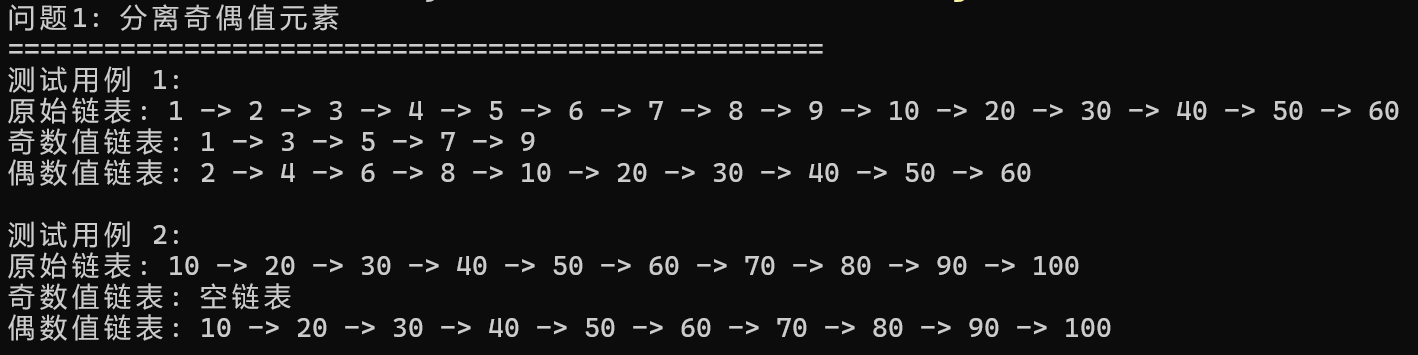 问题1: 分离奇偶值元素
===================================================
测试用例 1:
原始链表: 1 -> 2 -> 3 -> 4 -> 5 -> 6 -> 7 -> 8 -> 9 -> 10 -> 20 -> 30 -> 40 -> 50 -> 60
奇数值链表: 1 -> 3 -> 5 -> 7 -> 9
偶数值链表: 2 -> 4 -> 6 -> 8 -> 10 -> 20 -> 30 -> 40 -> 50 -> 60
测试用例 2:
原始链表: 10 -> 20 -> 30 -> 40 -> 50 -> 60 -> 70 -> 80 -> 90 -> 100
奇数值链表: 空链表
偶数值链表: 10 -> 20 -> 30 -> 40 -> 50 -> 60 -> 70 -> 80 -> 90 -> 100